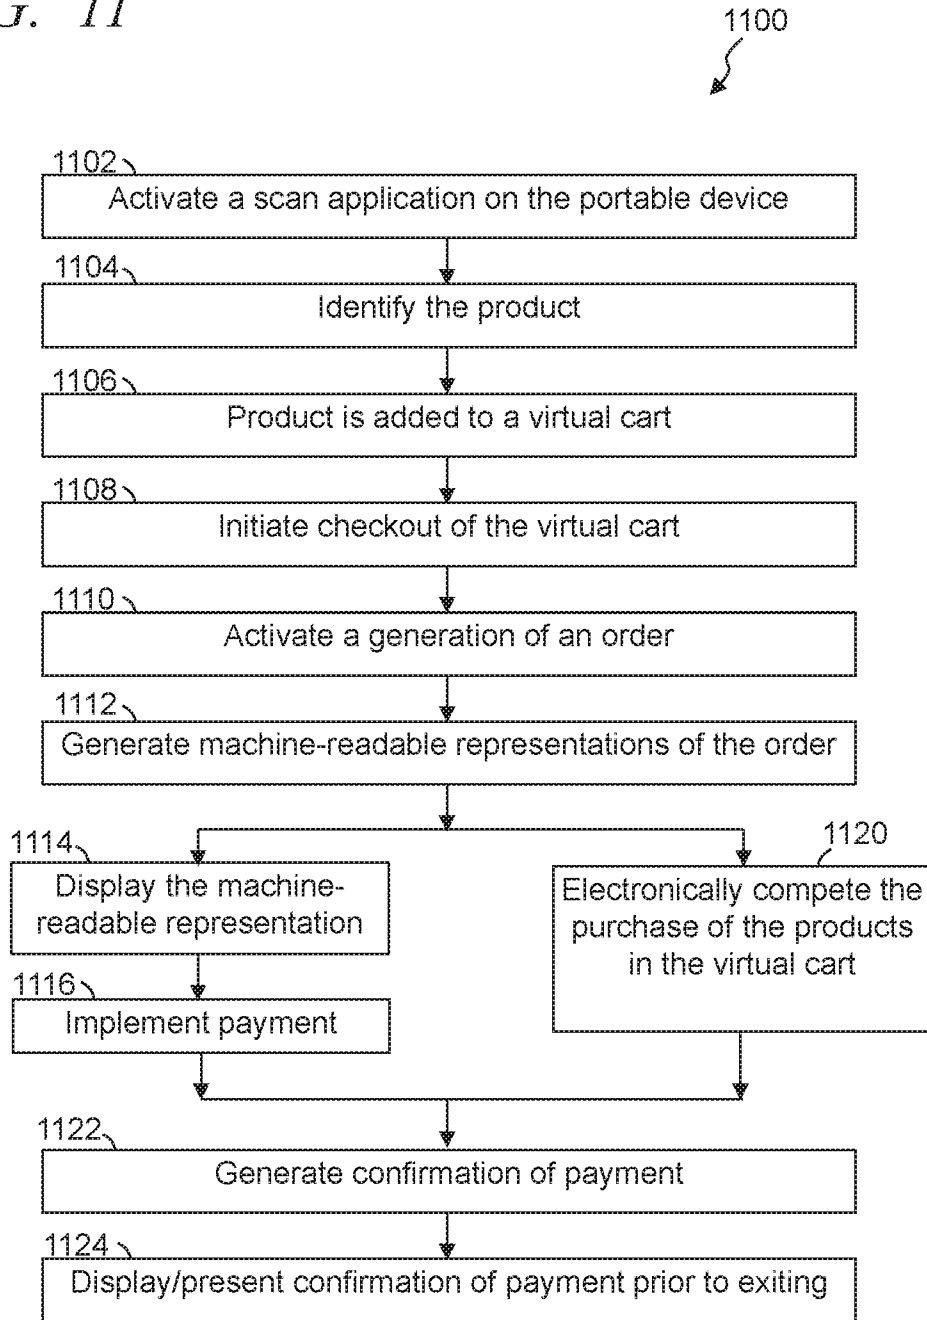 G. 11
1100
1102
Activate a scan application on the portable device
1104
Identify the product
1106
Product is added to a virtual cart
1108
Initiate checkout of the virtual cart
1110
Activate a generation of an order
1112
Generate machine-readable representations of the order
1114
Display the machine-
readable representation
1116
Implement payment
1120
Electronically compete the
purchase of the products
in the virtual cart
1122
Generate confirmation of payment
1124
Display/present confirmation of payment prior to exiting